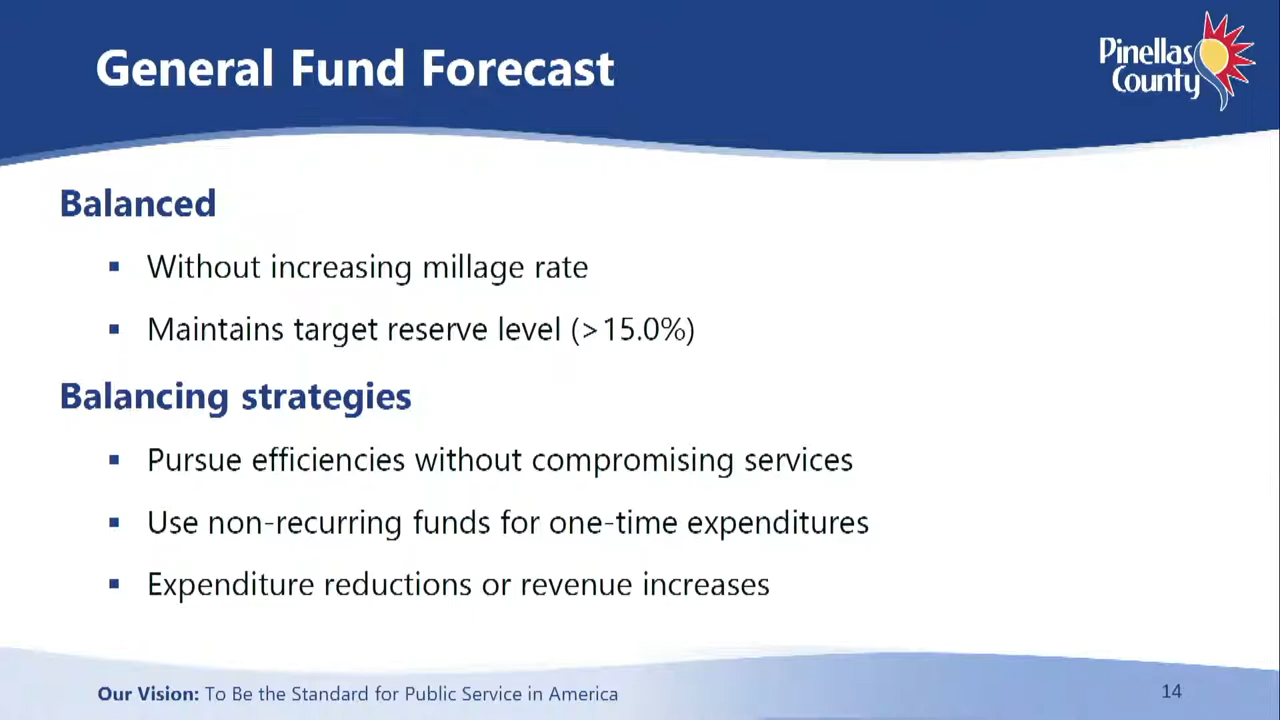 General Fund Forecast
Pinellas
County
Balanced
▪ Without increasing millage rate
▪ Maintains target reserve level (>15.0%)
Balancing strategies
▪ Pursue efficiencies without compromising services
▪ Use non-recurring funds for one-time expenditures
▪ Expenditure reductions or revenue increases
Our Vision: To Be the Standard for Public Service in America
14